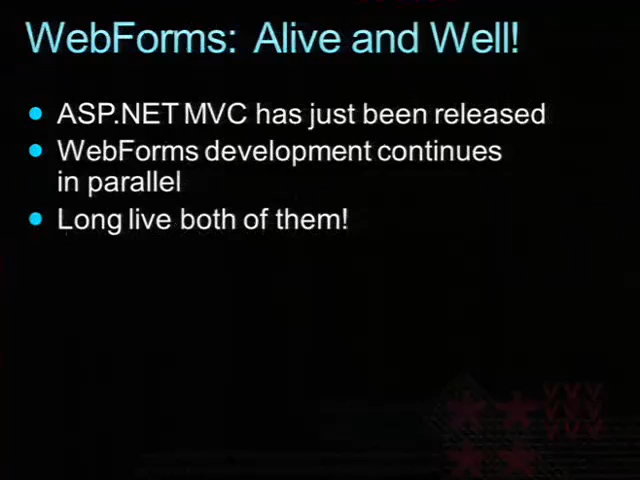 WebForms: Alive and Well!
ASP.NET MVC has just been released
WebForms development continues
in parallel
Long live both of them!